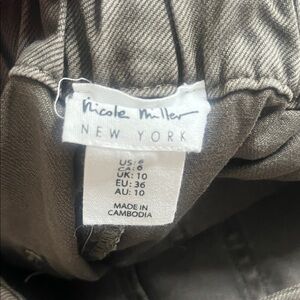 Nicole Miller
NEW YORK
US: 6
CA: 6
UK: 10
EU: 36
AU: 10
MADE IN
CAMBODIA